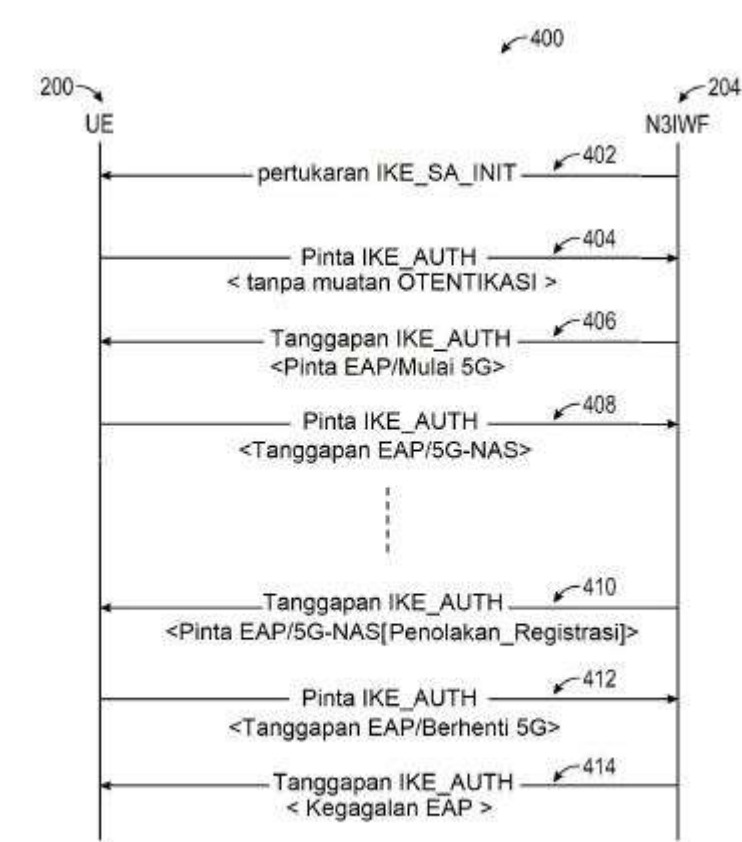 400
200
204
UE
N3IWF
402
pertukaran IKE_SA_INIT
404
Pinta IKE_AUTH
< tanpa muatan OTENTIKASI >
406
Tanggapan IKE_AUTH
<Pinta EAP/Mulai 5G>
408
Pinta IKE_AUTH
<Tanggapan EAP/5G-NAS>
410
Tanggapan IKE_AUTH
<Pinta EAP/5G-NAS[Penolakan_Registrasi]>
412
Pinta IKE_AUTH
<Tanggapan EAP/Berhenti 5G>
414
Tanggapan IKE_AUTH
< Kegagalan EAP >